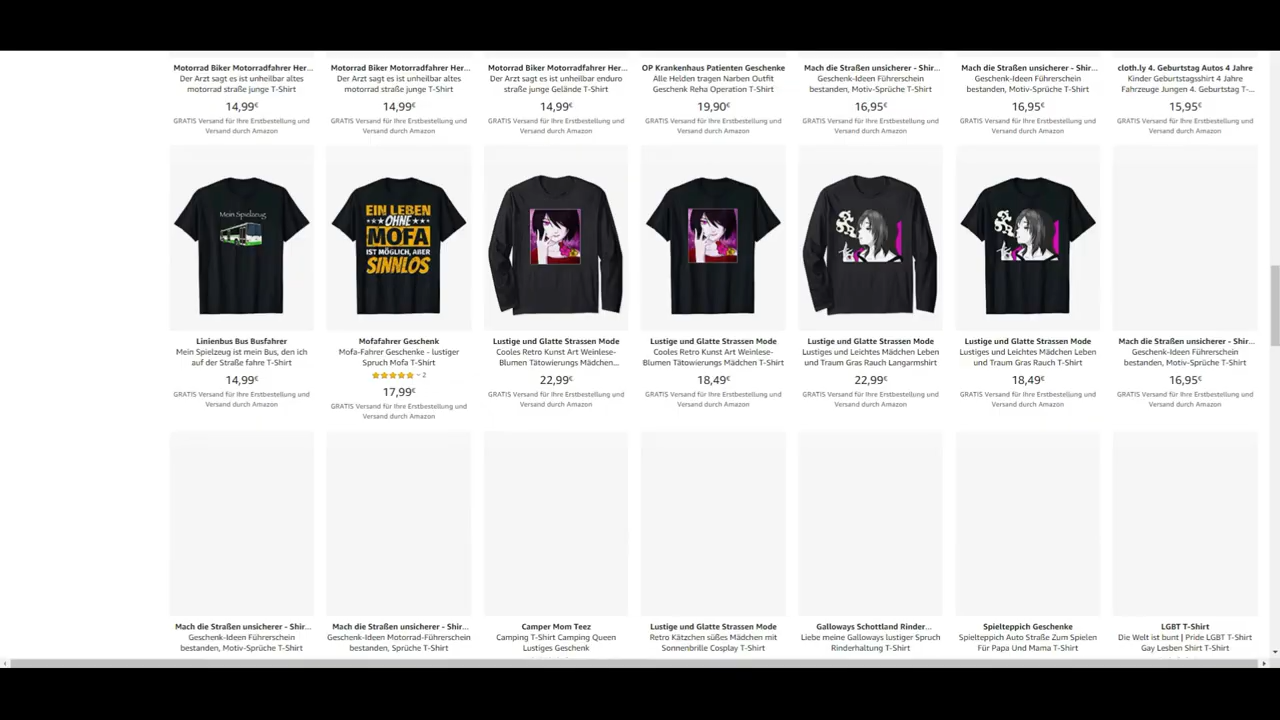 Motorrad Biker Motorradfahrer Her...
Der Arzt sagt es ist unheilbar altes
motorrad straße junge T-Shirt
14,99€
GRATIS Versand für Ihre Erstbestellung und
Versand durch Amazon
Motorrad Biker Motorradfahrer Her...
Der Arzt sagt es ist unheilbar altes
motorrad straße junge T-Shirt
14,99€
GRATIS Versand für Ihre Erstbestellung und
Versand durch Amazon
Motorrad Biker Motorradfahrer Her...
Der Arzt sagt es ist unheilbar enduro
straße junge Gelände T-Shirt
14,99€
GRATIS Versand für Ihre Erstbestellung und
Versand durch Amazon
OP Krankenhaus Patienten Geschenke
Alle Helden tragen Narben Outfit
Geschenk Reha Operation T-Shirt
19,90€
GRATIS Versand für Ihre Erstbestellung und
Versand durch Amazon
Mach die Straßen unsicherer - Shir...
Geschenk-Ideen Führerschein
bestanden, Motiv-Sprüche T-Shirt
16,95€
GRATIS Versand für Ihre Erstbestellung und
Versand durch Amazon
Mach die Straßen unsicherer - Shir...
Geschenk-Ideen Führerschein
bestanden, Motiv-Sprüche T-Shirt
16,95€
GRATIS Versand für Ihre Erstbestellung und
Versand durch Amazon
cloth.ly 4. Geburtstag Autos 4 Jahre
Kinder Geburtstagsshirt 4 Jahre
Fahrzeuge Jungen 4. Geburtstag T-...
15,95€
GRATIS Versand für Ihre Erstbestellung und
Versand durch Amazon
Mein Spielzeug
Linienbus Bus Busfahrer
Mein Spielzeug ist mein Bus, den ich
auf der Straße fahre T-Shirt
14,99€
GRATIS Versand für Ihre Erstbestellung und
Versand durch Amazon
EIN LEBEN
OHNE
MOFA
IST MÖGLICH, ABER
SINNLOS
Mofafahrer Geschenk
Mofa-Fahrer Geschenke - lustiger
Spruch Mofa T-Shirt
2
17,99€
GRATIS Versand für Ihre Erstbestellung und
Versand durch Amazon
Lustige und Glatte Strassen Mode
Cooles Retro Kunst Art Weinlese-
Blumen Tätowierungs Mädchen...
22,99€
GRATIS Versand für Ihre Erstbestellung und
Versand durch Amazon
Lustige und Glatte Strassen Mode
Cooles Retro Kunst Art Weinlese-
Blumen Tätowierungs Mädchen T-Shirt
18,49€
GRATIS Versand für Ihre Erstbestellung und
Versand durch Amazon
Lustige und Glatte Strassen Mode
Lustiges und Leichtes Mädchen Leben
und Traum Gras Rauch Langarmshirt
22,99€
GRATIS Versand für Ihre Erstbestellung und
Versand durch Amazon
Lustige und Glatte Strassen Mode
Lustiges und Leichtes Mädchen Leben
und Traum Gras Rauch T-Shirt
18,49€
GRATIS Versand für Ihre Erstbestellung und
Versand durch Amazon
Mach die Straßen unsicherer - Shir...
Geschenk-Ideen Führerschein
bestanden, Motiv-Sprüche T-Shirt
16,95€
GRATIS Versand für Ihre Erstbestellung und
Versand durch Amazon
Mach die Straßen unsicherer - Shir...
Geschenk-Ideen Führerschein
bestanden, Motiv-Sprüche T-Shirt
Mach die Straßen unsicherer - Shir...
Geschenk-Ideen Motorrad-Führerschein
bestanden, Sprüche T-Shirt
Camper Mom Teez
Camping T-Shirt Camping Queen
Lustiges Geschenk
Lustige und Glatte Strassen Mode
Retro Kätzchen süßes Mädchen mit
Sonnenbrille Cosplay T-Shirt
Galloways Schottland Rinder...
Liebe meine Galloways lustiger Spruch
Rinderhaltung T-Shirt
Spielteppich Geschenke
Spielteppich Auto Straße Zum Spielen
Für Papa Und Mama T-Shirt
LGBT T-Shirt
Die Welt ist bunt | Pride LGBT T-Shirt
Gay Lesben Shirt T-Shirt